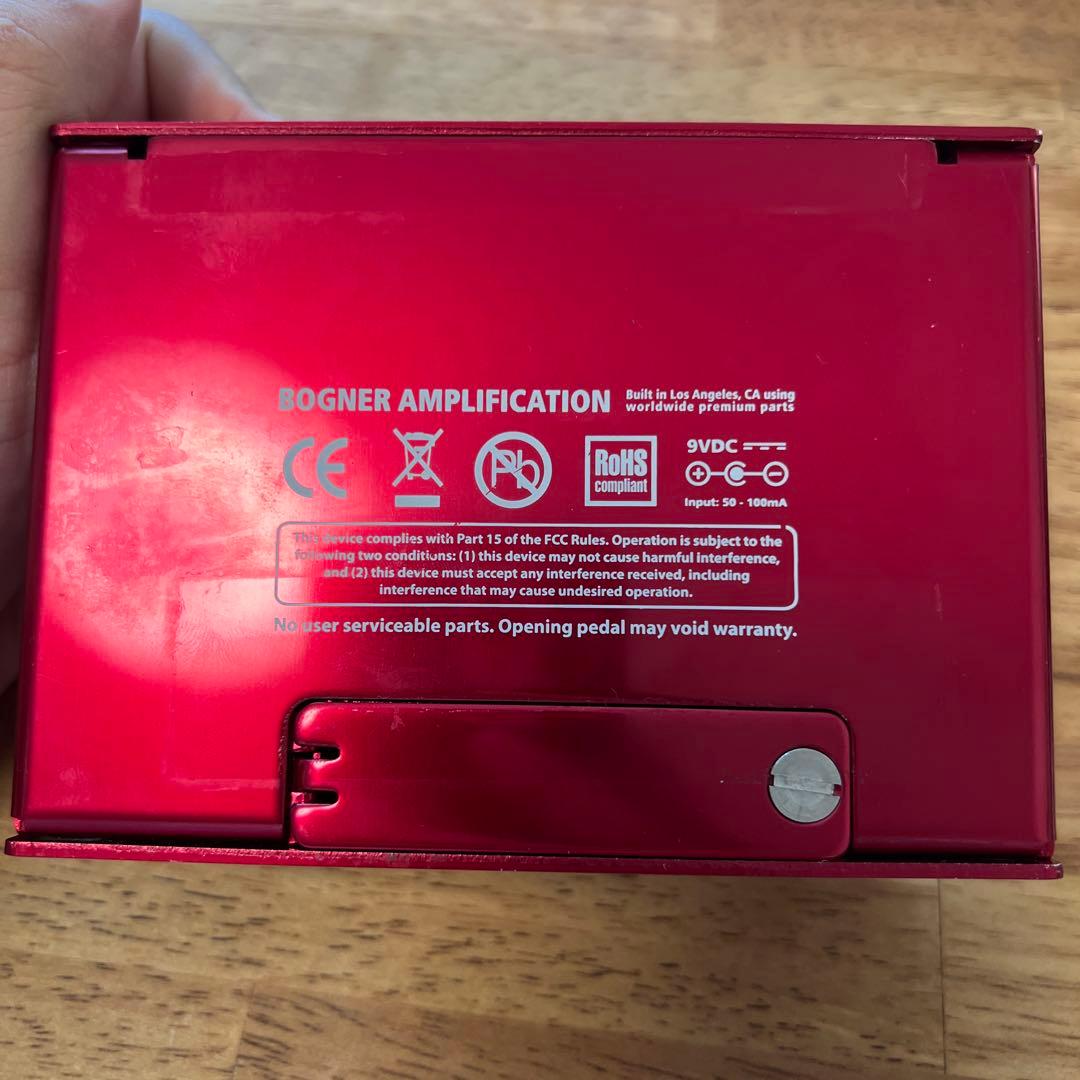 BOGNER AMPLIFICATION
Built in Los Angeles, CA using
worldwide premium parts
CE
Pb
RoHS
compliant
9VDC
+ -
Input: 50 - 100mA
This device complies with Part 15 of the FCC Rules. Operation is subject to the
following two conditions: (1) this device may not cause harmful interference,
and (2) this device must accept any interference received, including
interference that may cause undesired operation.
No user serviceable parts. Opening pedal may void warranty.